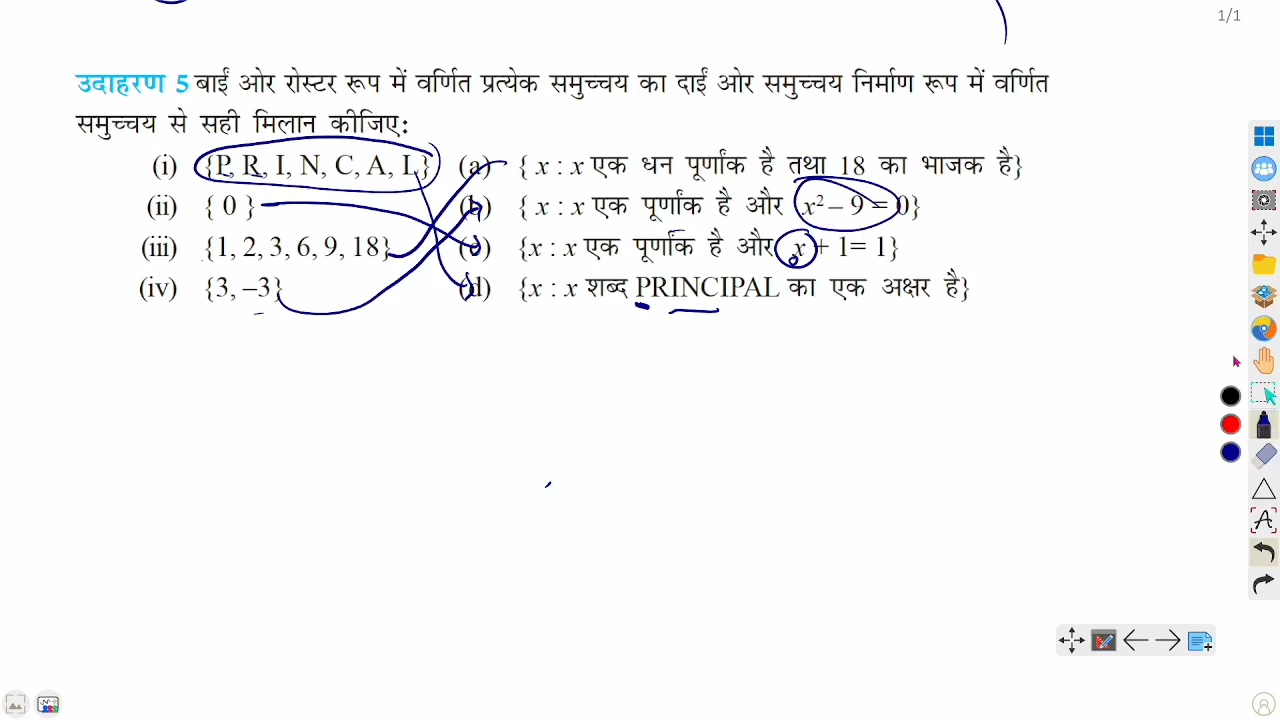 1/1
उदाहरण 5 बाईं ओर रोस्टर रूप में वर्णित प्रत्येक समुच्चय का दाईं ओर समुच्चय निर्माण रूप में वर्णित
समुच्चय से सही मिलान कीजिए:
(i) {P, R, I, N, C, A, L} (a) { x : x एक धन पूर्णांक है तथा 18 का भाजक है}
(ii) { 0 } (b) { x : x एक पूर्णांक है और x² – 9 = 0}
(iii) {1, 2, 3, 6, 9, 18} (c) {x : x एक पूर्णांक है और x + 1= 1}
(iv) {3, –3} (d) {x : x शब्द PRINCIPAL का एक अक्षर है}